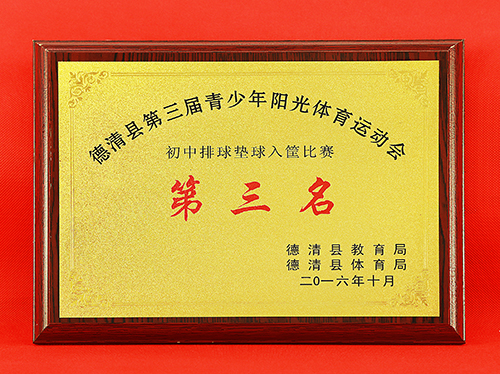 德清县第三届青少年阳光体育运动会
初中排球垫球入筐比赛
第三名
德清县教育局
德清县体育局
二〇一六年十月